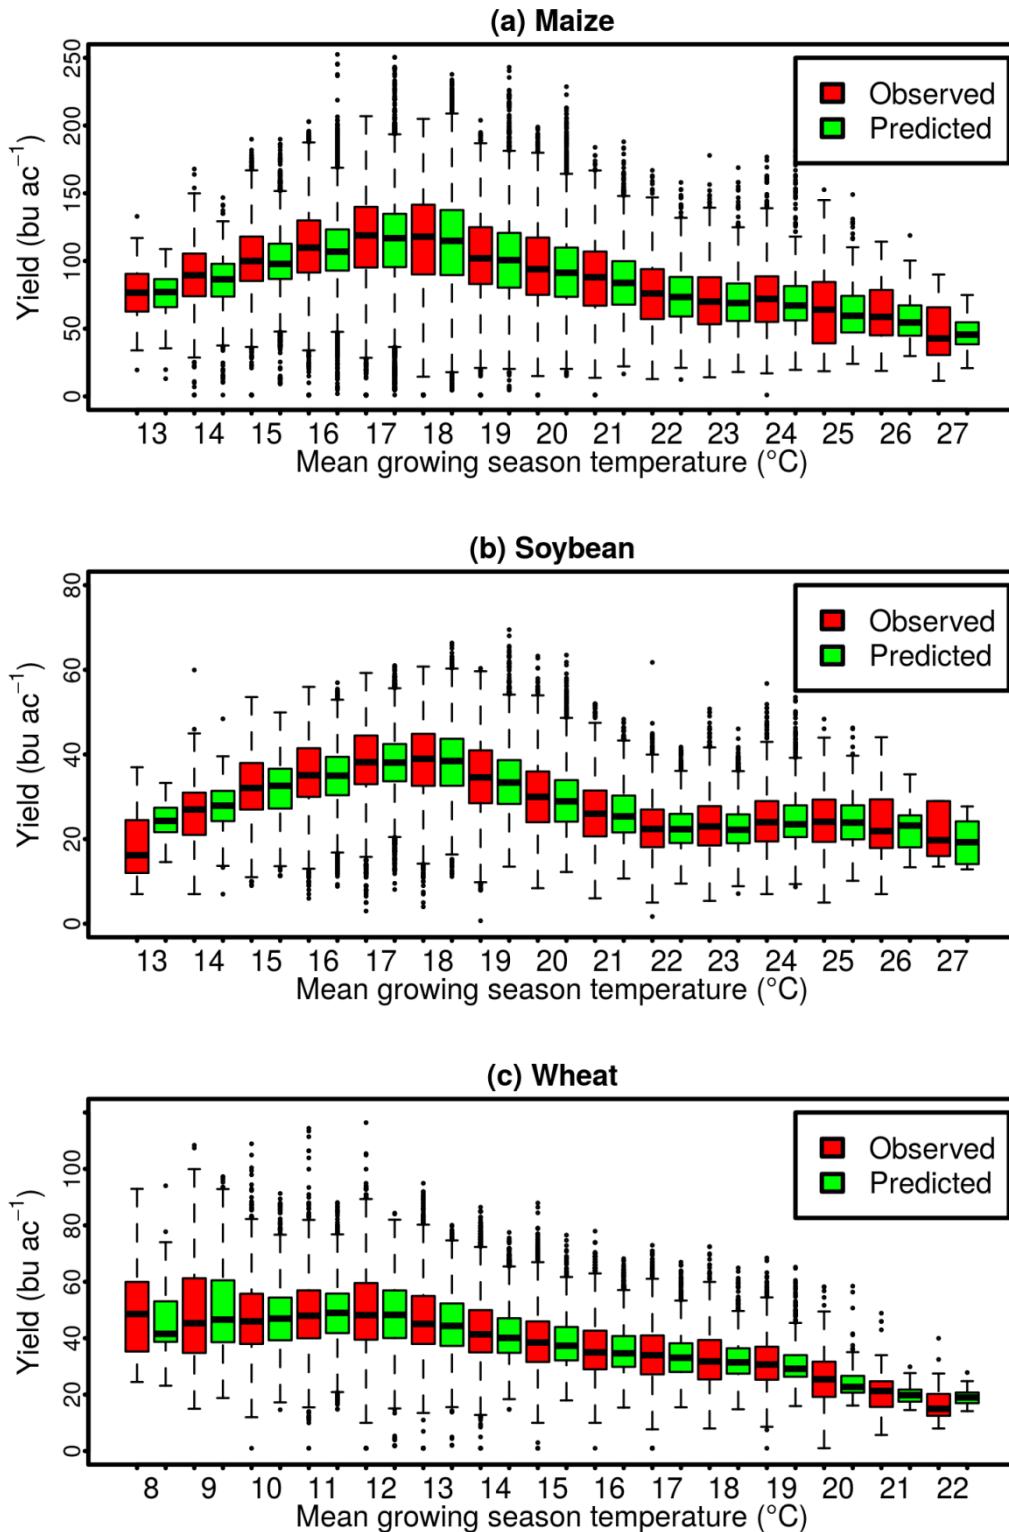 (a) Maize
Yield (bu ac⁻¹)
250
200
150
100
50
0
Observed
Predicted
13 14 15 16 17 18 19 20 21 22 23 24 25 26 27
Mean growing season temperature (°C)
(b) Soybean
Yield (bu ac⁻¹)
80
60
40
20
0
Observed
Predicted
13 14 15 16 17 18 19 20 21 22 23 24 25 26 27
Mean growing season temperature (°C)
(c) Wheat
Yield (bu ac⁻¹)
100
80
60
40
20
0
Observed
Predicted
8 9 10 11 12 13 14 15 16 17 18 19 20 21 22
Mean growing season temperature (°C)